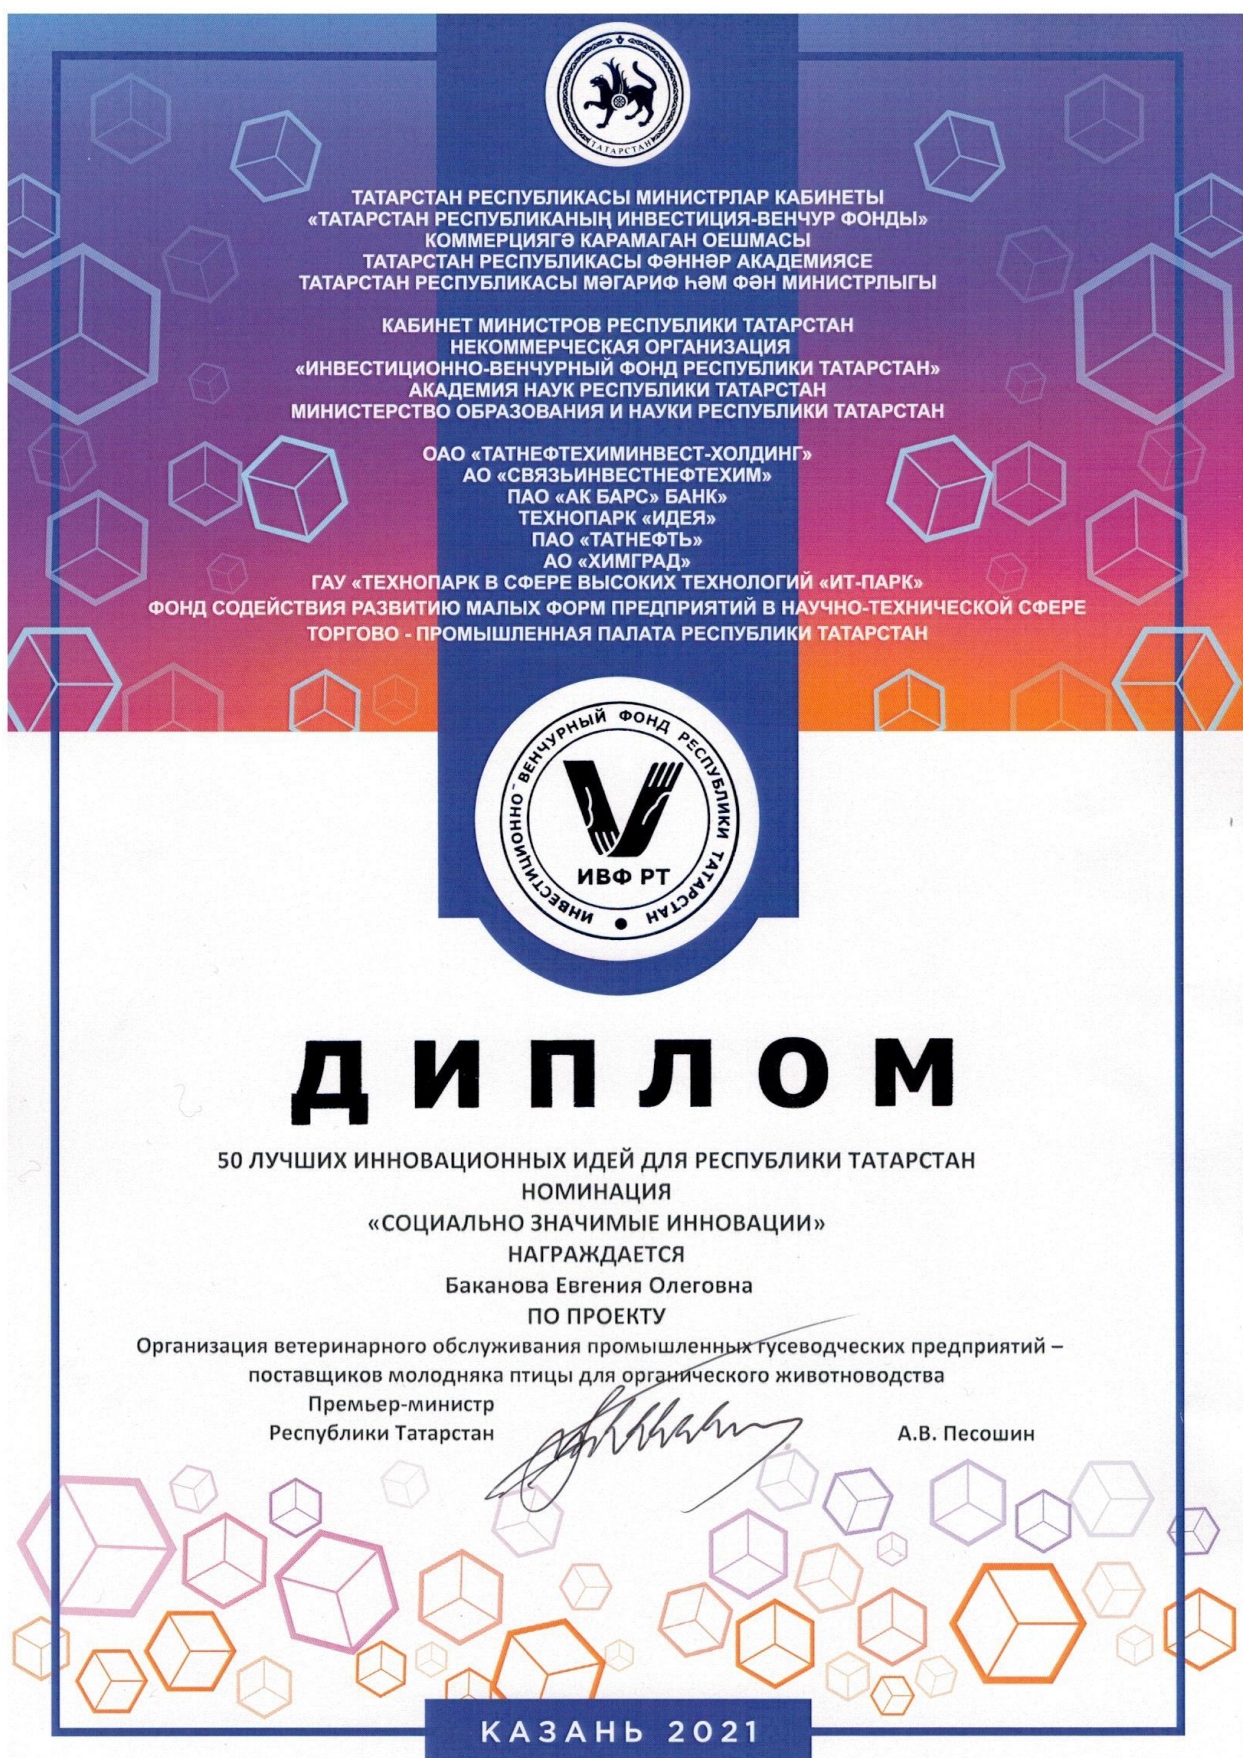 ТАТАРСТАН
ТАТАРСТАН РЕСПУБЛИКАСЫ МИНИСТРЛАР КАБИНЕТЫ
«ТАТАРСТАН РЕСПУБЛИКАНЫҢ ИНВЕСТИЦИЯ-ВЕНЧУР ФОНДЫ»
КОММЕРЦИЯГӘ КАРАМАГАН ОЕШМАСЫ
ТАТАРСТАН РЕСПУБЛИКАСЫ ФӘННӘР АКАДЕМИЯСЕ
ТАТАРСТАН РЕСПУБЛИКАСЫ МӘГАРИФ ҺӘМ ФӘН МИНИСТРЛЫГЫ
КАБИНЕТ МИНИСТРОВ РЕСПУБЛИКИ ТАТАРСТАН
НЕКОММЕРЧЕСКАЯ ОРГАНИЗАЦИЯ
«ИНВЕСТИЦИОННО-ВЕНЧУРНЫЙ ФОНД РЕСПУБЛИКИ ТАТАРСТАН»
АКАДЕМИЯ НАУК РЕСПУБЛИКИ ТАТАРСТАН
МИНИСТЕРСТВО ОБРАЗОВАНИЯ И НАУКИ РЕСПУБЛИКИ ТАТАРСТАН
ОАО «ТАТНЕФТЕХИМИНВЕСТ-ХОЛДИНГ»
АО «СВЯЗЬИНВЕСТНЕФТЕХИМ»
ПАО «АК БАРС» БАНК»
ТЕХНОПАРК «ИДЕЯ»
ПАО «ТАТНЕФТЬ»
АО «ХИМГРАД»
ГАУ «ТЕХНОПАРК В СФЕРЕ ВЫСОКИХ ТЕХНОЛОГИЙ «ИТ-ПАРК»
ФОНД СОДЕЙСТВИЯ РАЗВИТИЮ МАЛЫХ ФОРМ ПРЕДПРИЯТИЙ В НАУЧНО-ТЕХНИЧЕСКОЙ СФЕРЕ
ТОРГОВО - ПРОМЫШЛЕННАЯ ПАЛАТА РЕСПУБЛИКИ ТАТАРСТАН
ИНВЕСТИЦИОННО-ВЕНЧУРНЫЙ ФОНД РЕСПУБЛИКИ ТАТАРСТАН
ИВФ РТ
ДИПЛОМ
50 ЛУЧШИХ ИННОВАЦИОННЫХ ИДЕЙ ДЛЯ РЕСПУБЛИКИ ТАТАРСТАН
НОМИНАЦИЯ
«СОЦИАЛЬНО ЗНАЧИМЫЕ ИННОВАЦИИ»
НАГРАЖДАЕТСЯ
Баканова Евгения Олеговна
ПО ПРОЕКТУ
Организация ветеринарного обслуживания промышленных гусеводческих предприятий –
поставщиков молодняка птицы для органического животноводства
Премьер-министр
Республики Татарстан
А.В. Песошин
КАЗАНЬ 2021